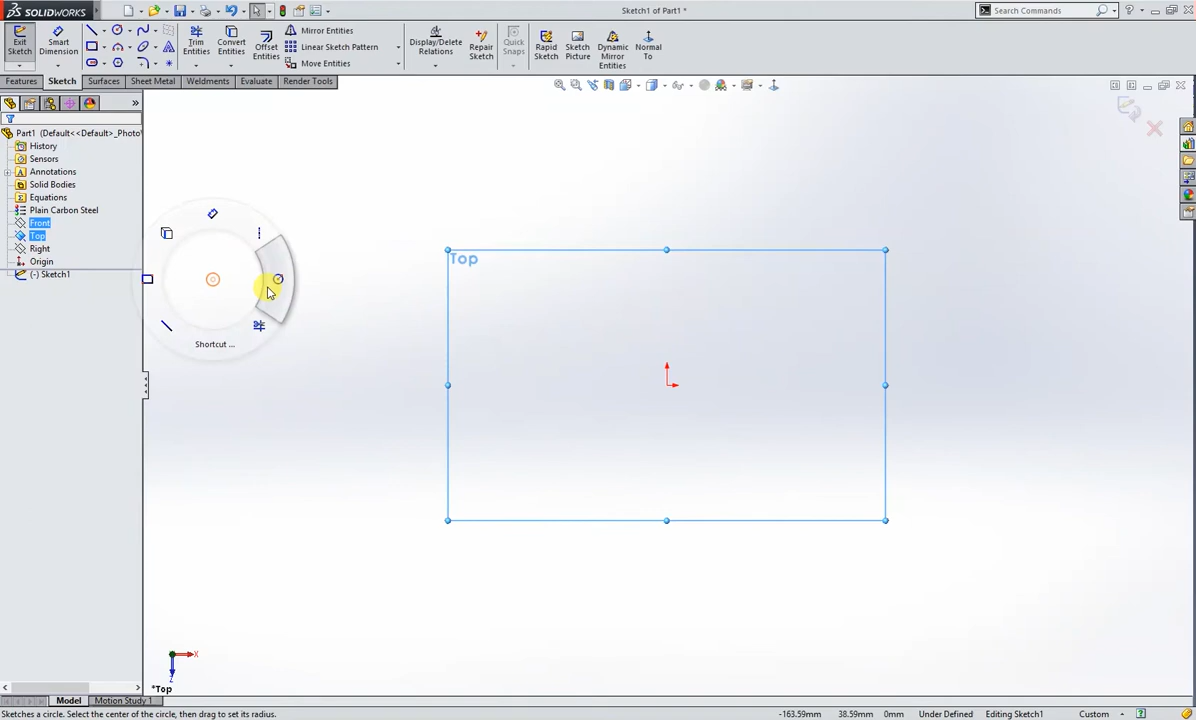 SOLIDWORKS
Sketch1 of Part1 *
Search Commands
Exit Sketch
Smart Dimension
Trim Entities
Convert Entities
Offset Entities
Mirror Entities
Linear Sketch Pattern
Move Entities
Display/Delete Relations
Repair Sketch
Quick Snaps
Rapid Sketch
Sketch Picture
Dynamic Mirror Entities
Normal To
Features
Sketch
Surfaces
Sheet Metal
Weldments
Evaluate
Render Tools
Part1 (Default<<Default>_Photo
History
Sensors
Annotations
Solid Bodies
Equations
Plain Carbon Steel
Front
Top
Right
Origin
(-) Sketch1
Shortcut ...
Top
X
Z
*Top
Model
Motion Study 1
Sketches a circle. Select the center of the circle, then drag to set its radius.
-163.59mm
38.59mm
0mm
Under Defined
Editing Sketch1
Custom